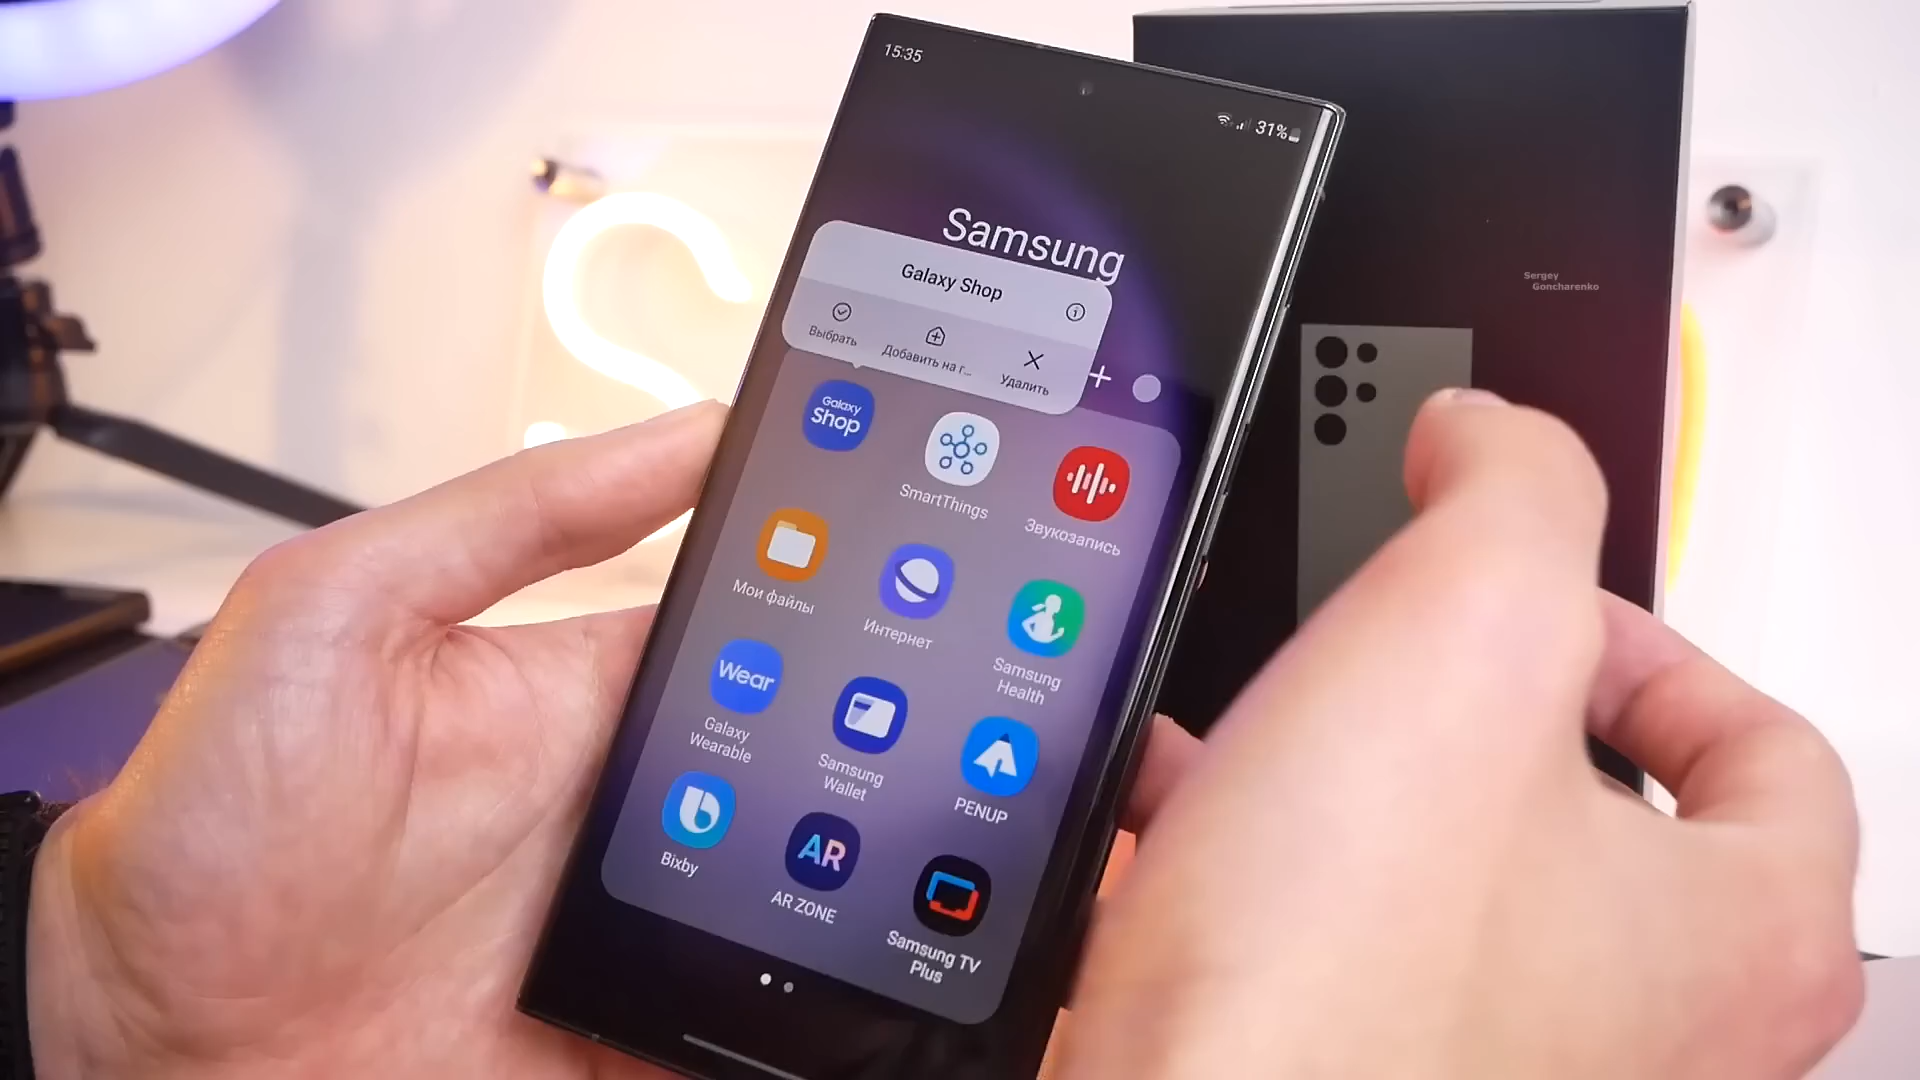 15:35
31%
Samsung
Galaxy Shop
Выбрать
Добавить на г...
Удалить
Galaxy
Shop
SmartThings
Звукозапись
Мои файлы
Интернет
Samsung
Health
Wear
Galaxy
Wearable
Samsung
Wallet
PENUP
Bixby
AR
AR ZONE
Samsung TV
Plus
Sergey
Goncharenko